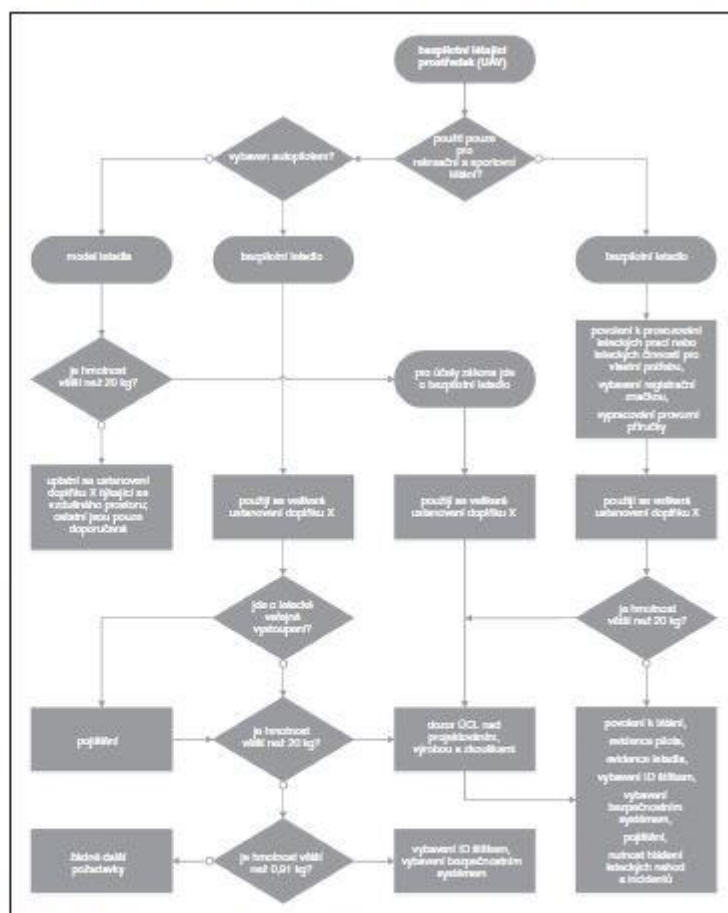 bezpilotní létající
prostředek (UAV)
použití pouze
pro
rekreační a sportovní
létání?
vybaven autopilotem?
model letadla
bezpilotní letadlo
bezpilotní letadlo
je hmotnost
větší než 20 kg?
pro účely zákona jde
o bezpilotní letadlo
povolení k provozování
leteckých prací nebo
leteckých činností pro
vlastní potřebu,
vybavení registrační
značkou,
vypracování provozní
příručky
uplatní se ustanovení
doplňku X týkající se
vzdušného prostoru;
ostatní jsou pouze
doporučená
použijí se veškerá
ustanovení doplňku X
použijí se veškerá
ustanovení doplňku X
použijí se veškerá
ustanovení doplňku X
jde o letecké
veřejné
vystoupení?
je hmotnost
větší než 20 kg?
pojištění
je hmotnost
větší než 20 kg?
dozor ÚCL nad
projektováním,
výrobou a zkouškami
povolení k létání,
evidence pilota,
evidence letadla,
vybavení ID štítkem,
vybavení
bezpečnostním
systémem,
pojištění,
nutnost hlášení
leteckých nehod
a incidentů
žádné další
požadavky
je hmotnost větší
než 0,91 kg?
vybavení ID štítkem,
vybavení bezpečnostním
systémem